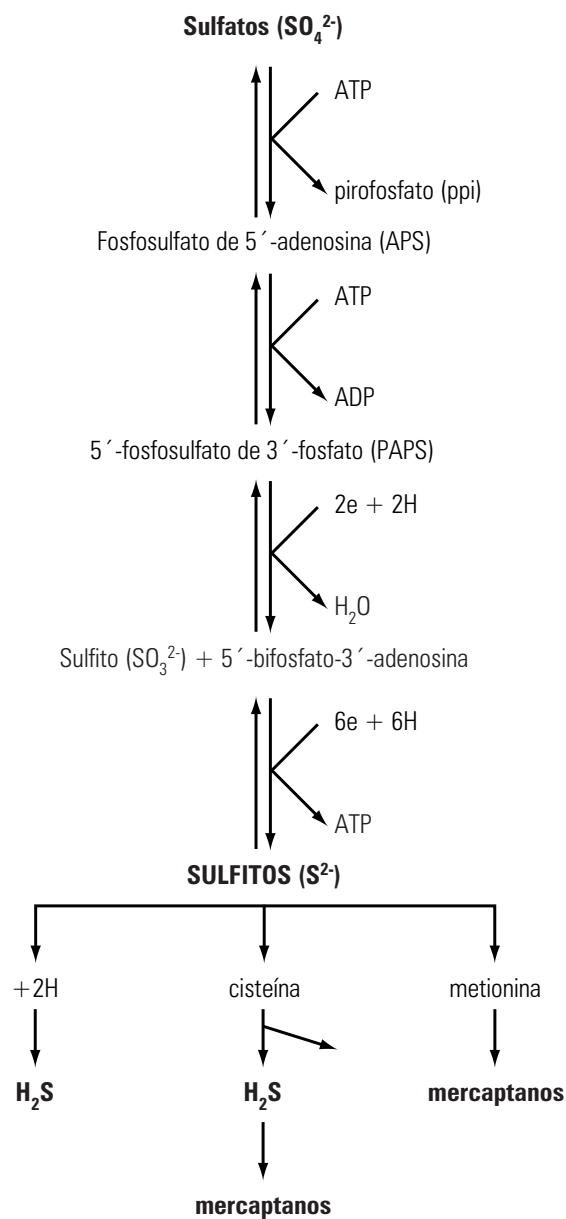 Sulfatos (SO₄²⁻)
ATP
pirofosfato (ppi)
Fosfosulfato de 5´-adenosina (APS)
ATP
ADP
5´-fosfosulfato de 3´-fosfato (PAPS)
2e + 2H
H₂O
Sulfito (SO₃²⁻) + 5´-bifosfato-3´-adenosina
6e + 6H
ATP
SULFITOS (S²⁻)
+2H cisteína metionina
H₂S H₂S mercaptanos
mercaptanos